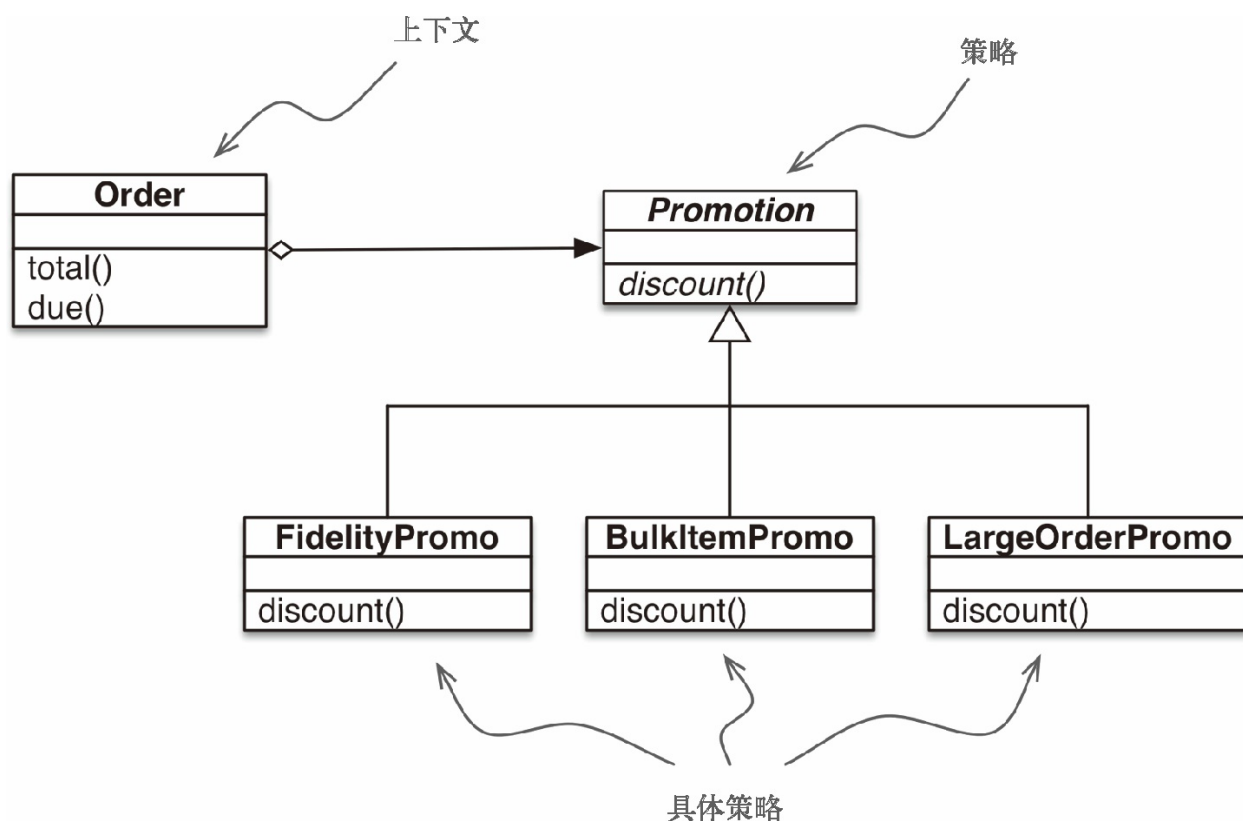 上下文
策略
Order
total()
due()
Promotion
discount()
FidelityPromo
discount()
BulkItemPromo
discount()
LargeOrderPromo
discount()
具体策略